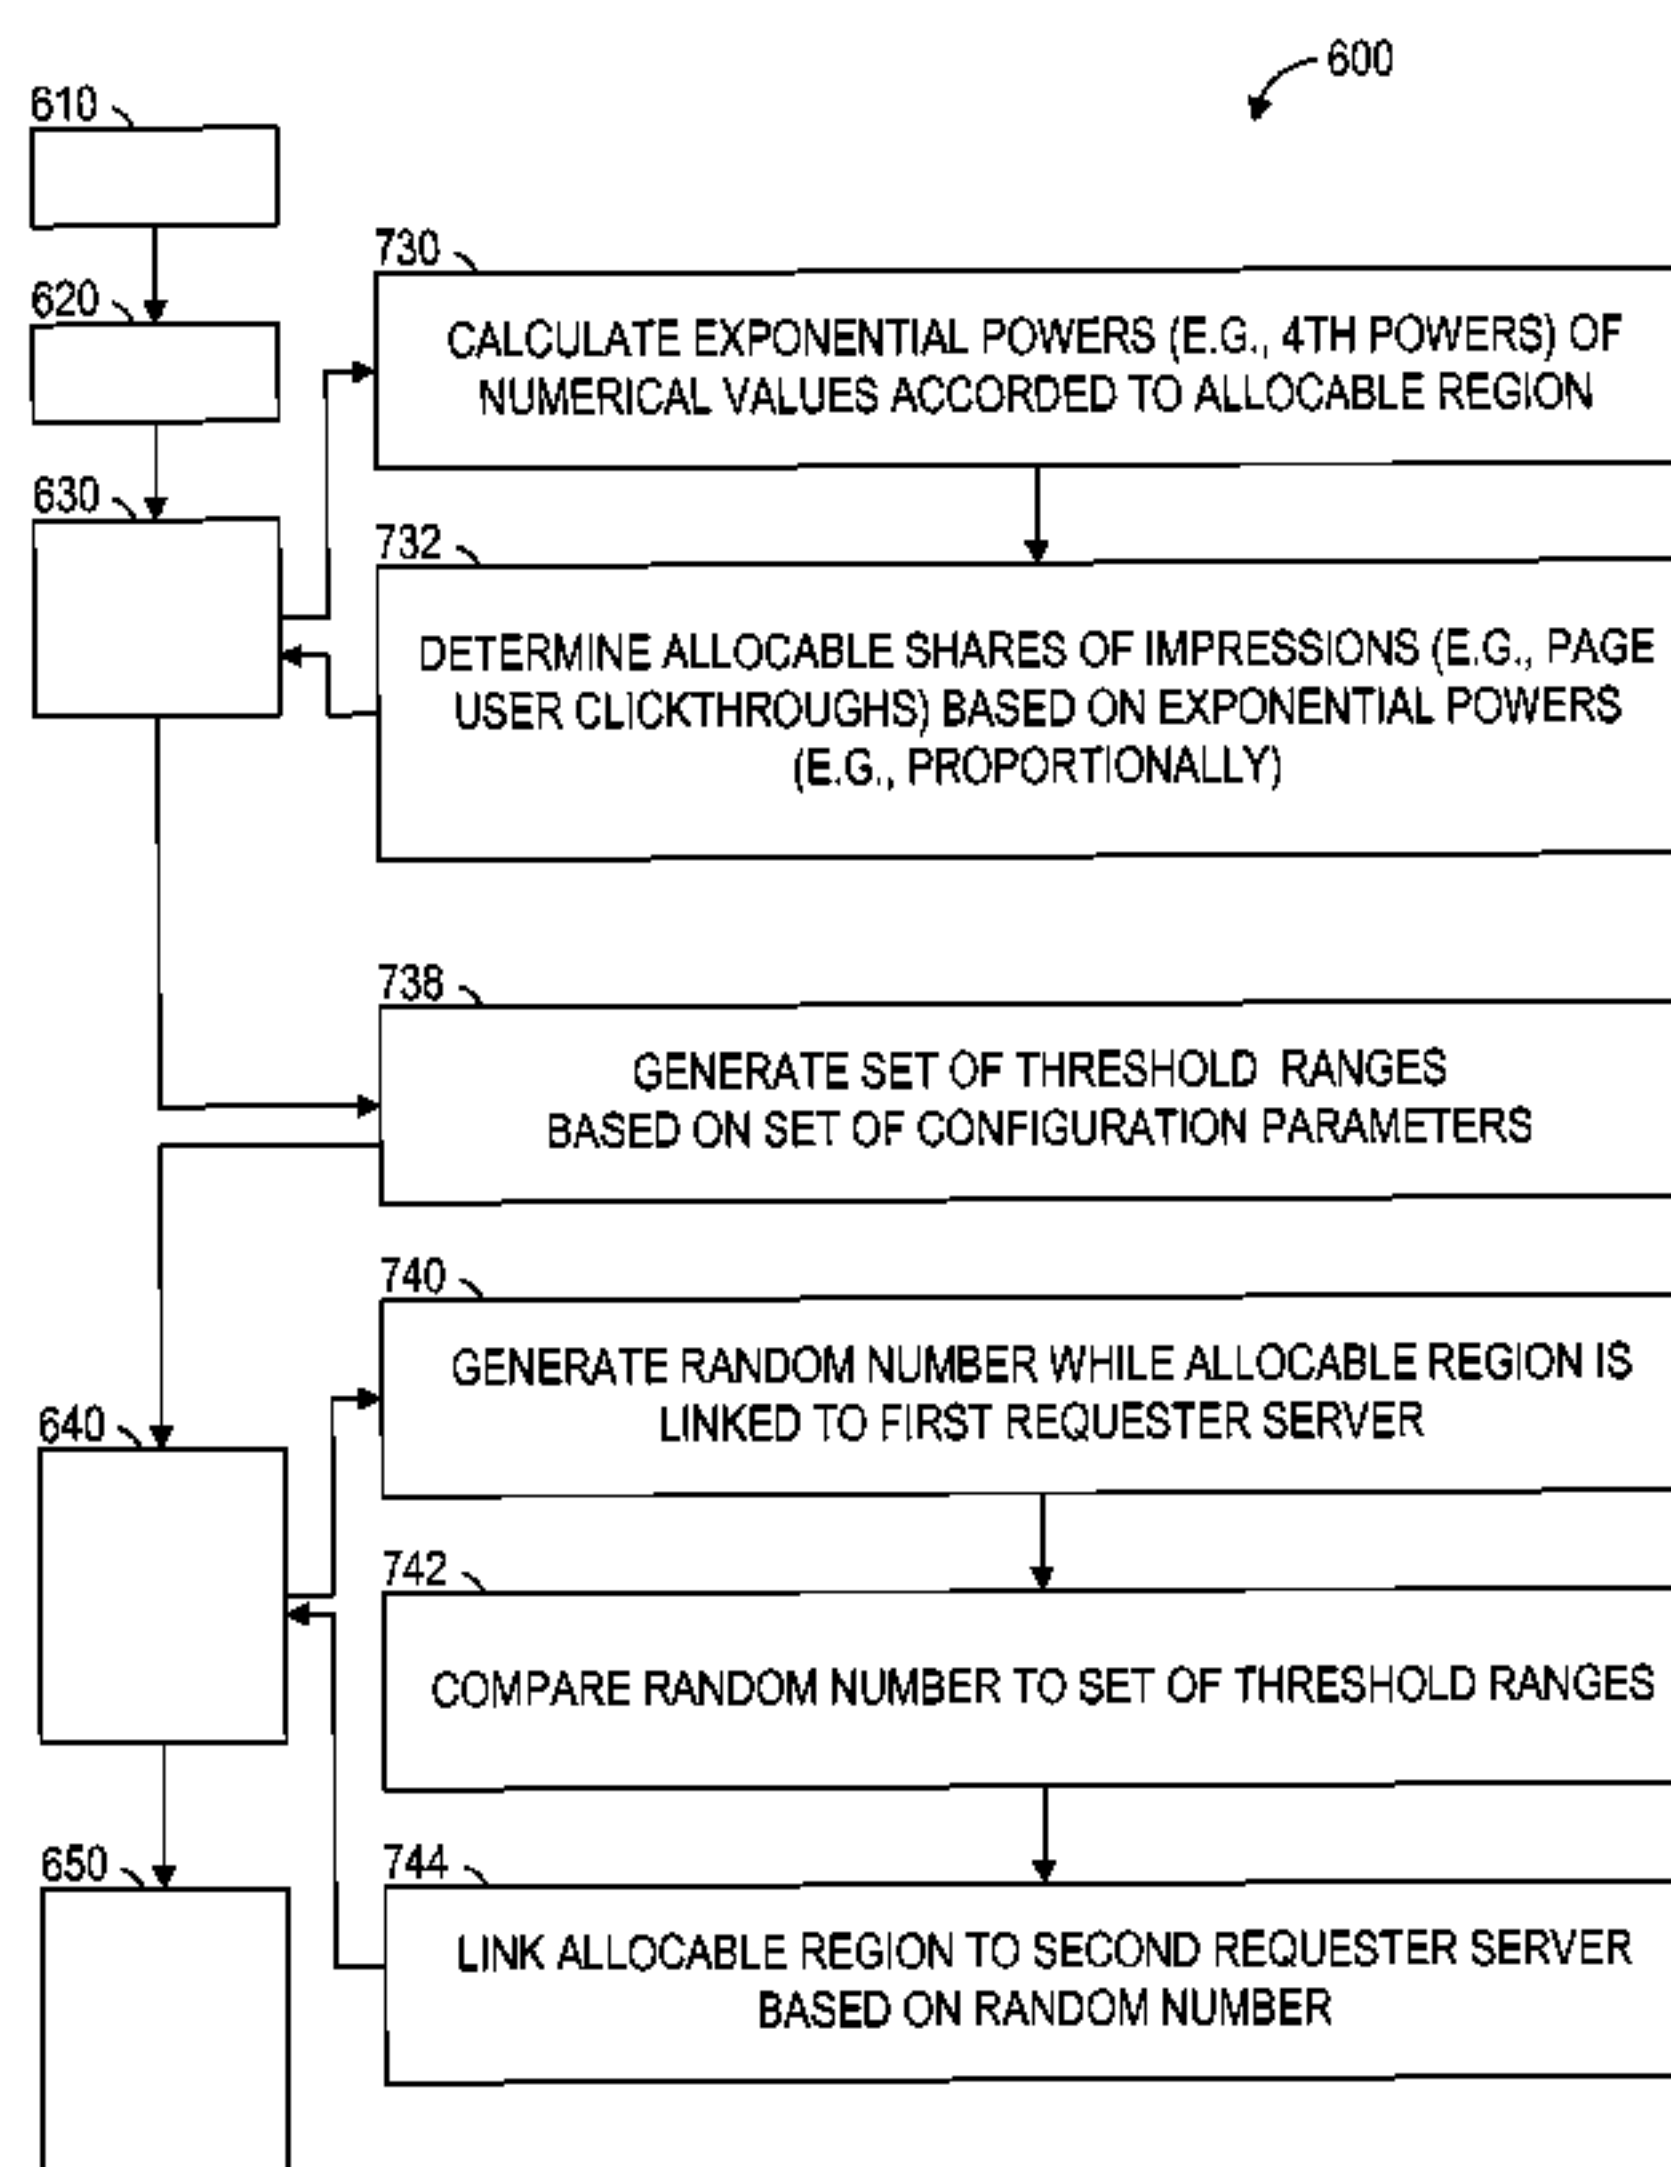 600
610
620
630
730
CALCULATE EXPONENTIAL POWERS (E.G., 4TH POWERS) OF
NUMERICAL VALUES ACCORDED TO ALLOCABLE REGION
732
DETERMINE ALLOCABLE SHARES OF IMPRESSIONS (E.G., PAGE
USER CLICKTHROUGHS) BASED ON EXPONENTIAL POWERS
(E.G., PROPORTIONALLY)
738
GENERATE SET OF THRESHOLD RANGES
BASED ON SET OF CONFIGURATION PARAMETERS
640
740
GENERATE RANDOM NUMBER WHILE ALLOCABLE REGION IS
LINKED TO FIRST REQUESTER SERVER
742
COMPARE RANDOM NUMBER TO SET OF THRESHOLD RANGES
650
744
LINK ALLOCABLE REGION TO SECOND REQUESTER SERVER
BASED ON RANDOM NUMBER